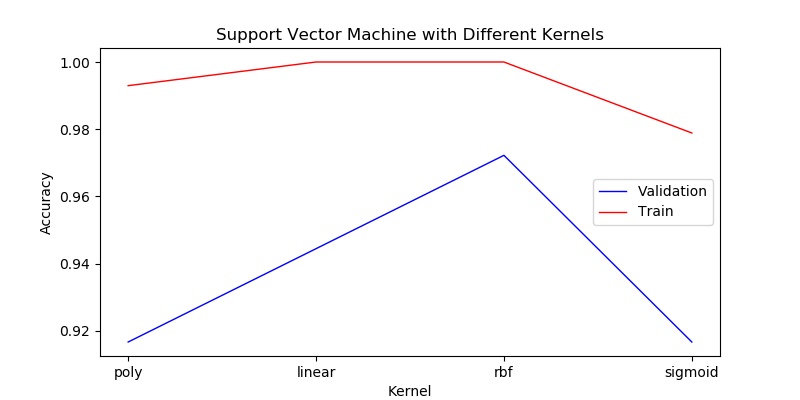 Support Vector Machine with Different Kernels
1.00
0.98
0.96
0.94
0.92
Accuracy
Validation
Train
poly linear rbf sigmoid
Kernel